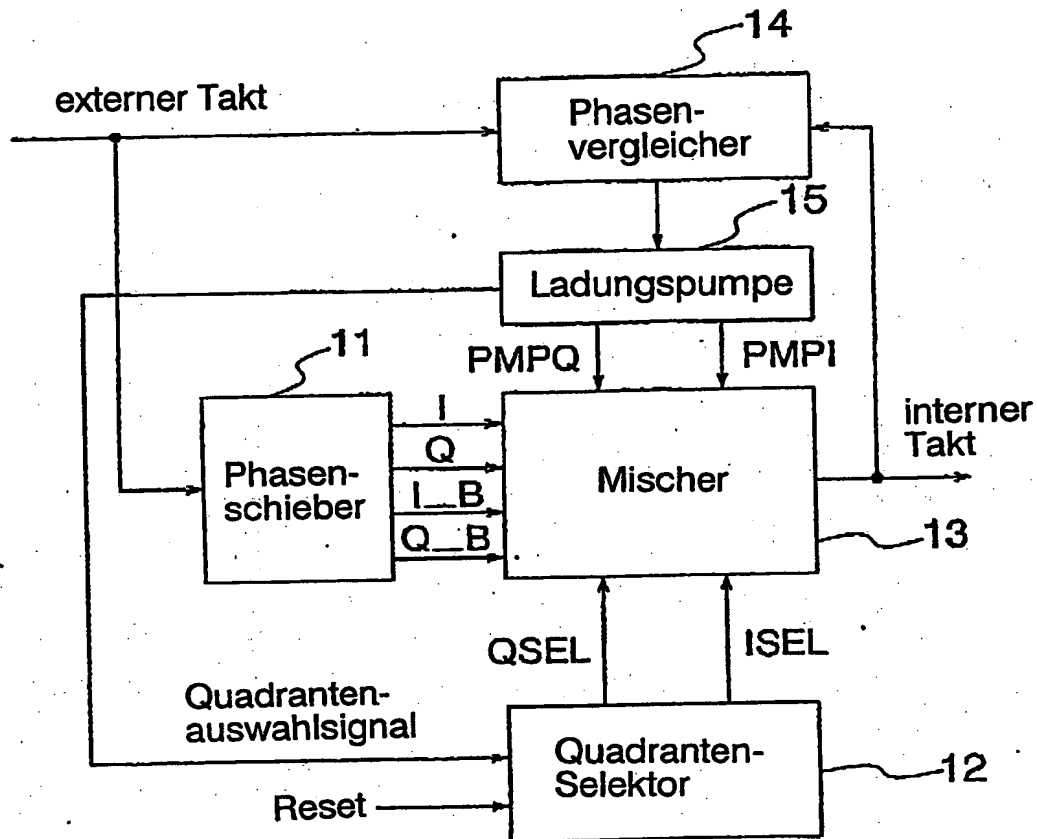 14
externer Takt
Phasen-
vergleicher
15
Ladungspumpe
11
PMPQ
PMPI
I
Q
I_B
Q_B
Phasen-
schieber
Mischer
interner
Takt
13
QSEL
ISEL
Quadranten-
auswahlsignal
Quadranten-
Selektor
12
Reset